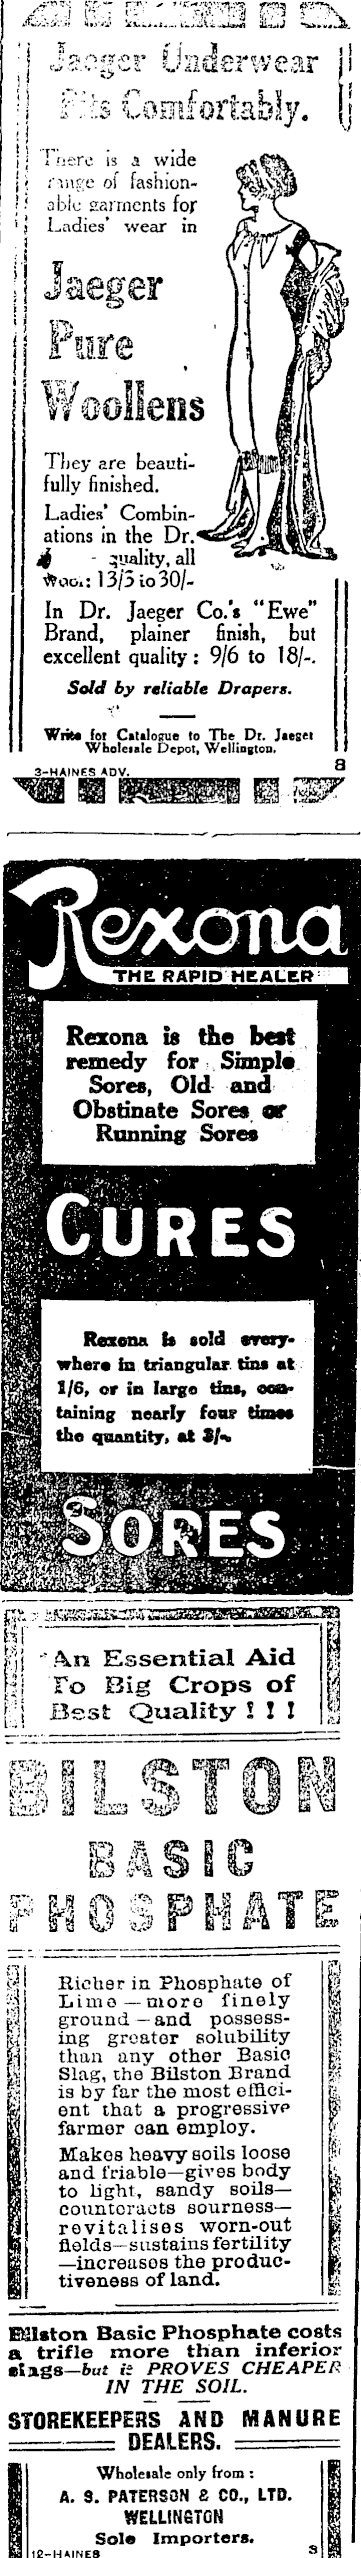 Jaeger Underwear
Fits Comfortably.
There is a wide
range of fashion-
able garments for
Ladies' wear in
Jaeger
Pure
Woollens
They are beauti-
fully finished.
Ladies' Combin-
ations in the Dr.
- quality, all
Wool: 13/5 to 30/-
In Dr. Jaeger Co.'s "Ewe"
Brand, plainer finish, but
excellent quality: 9/6 to 18/-.
Sold by reliable Drapers.
Write for Catalogue to The Dr. Jaeger
Wholesale Depot, Wellington.
3-HAINES ADV. 8
Rexona
THE RAPID HEALER
Rexona is the best
remedy for Simple
Sores, Old and
Obstinate Sores or
Running Sores
CURES
Rexona is sold every-
where in triangular tins at
1/6, or in large tins, con-
taining nearly four times
the quantity, at 3/-
SORES
An Essential Aid
To Big Crops of
Best Quality ! ! !
BILSTON
BASIC
PHOSPHATE
Richer in Phosphate of
Lime — more finely
ground — and possess-
ing greater solubility
than any other Basic
Slag, the Bilston Brand
is by far the most effici-
ent that a progressive
farmer can employ.
Makes heavy soils loose
and friable—gives body
to light, sandy soils—
counteracts sourness—
revitalises worn-out
fields—sustains fertility
—increases the produc-
tiveness of land.
Bilston Basic Phosphate costs
a trifle more than inferior
slags—but it PROVES CHEAPER
IN THE SOIL.
STOREKEEPERS AND MANURE
DEALERS.
Wholesale only from:
A. S. PATERSON & CO., LTD.
WELLINGTON
Sole Importers.
12-HAINES 3